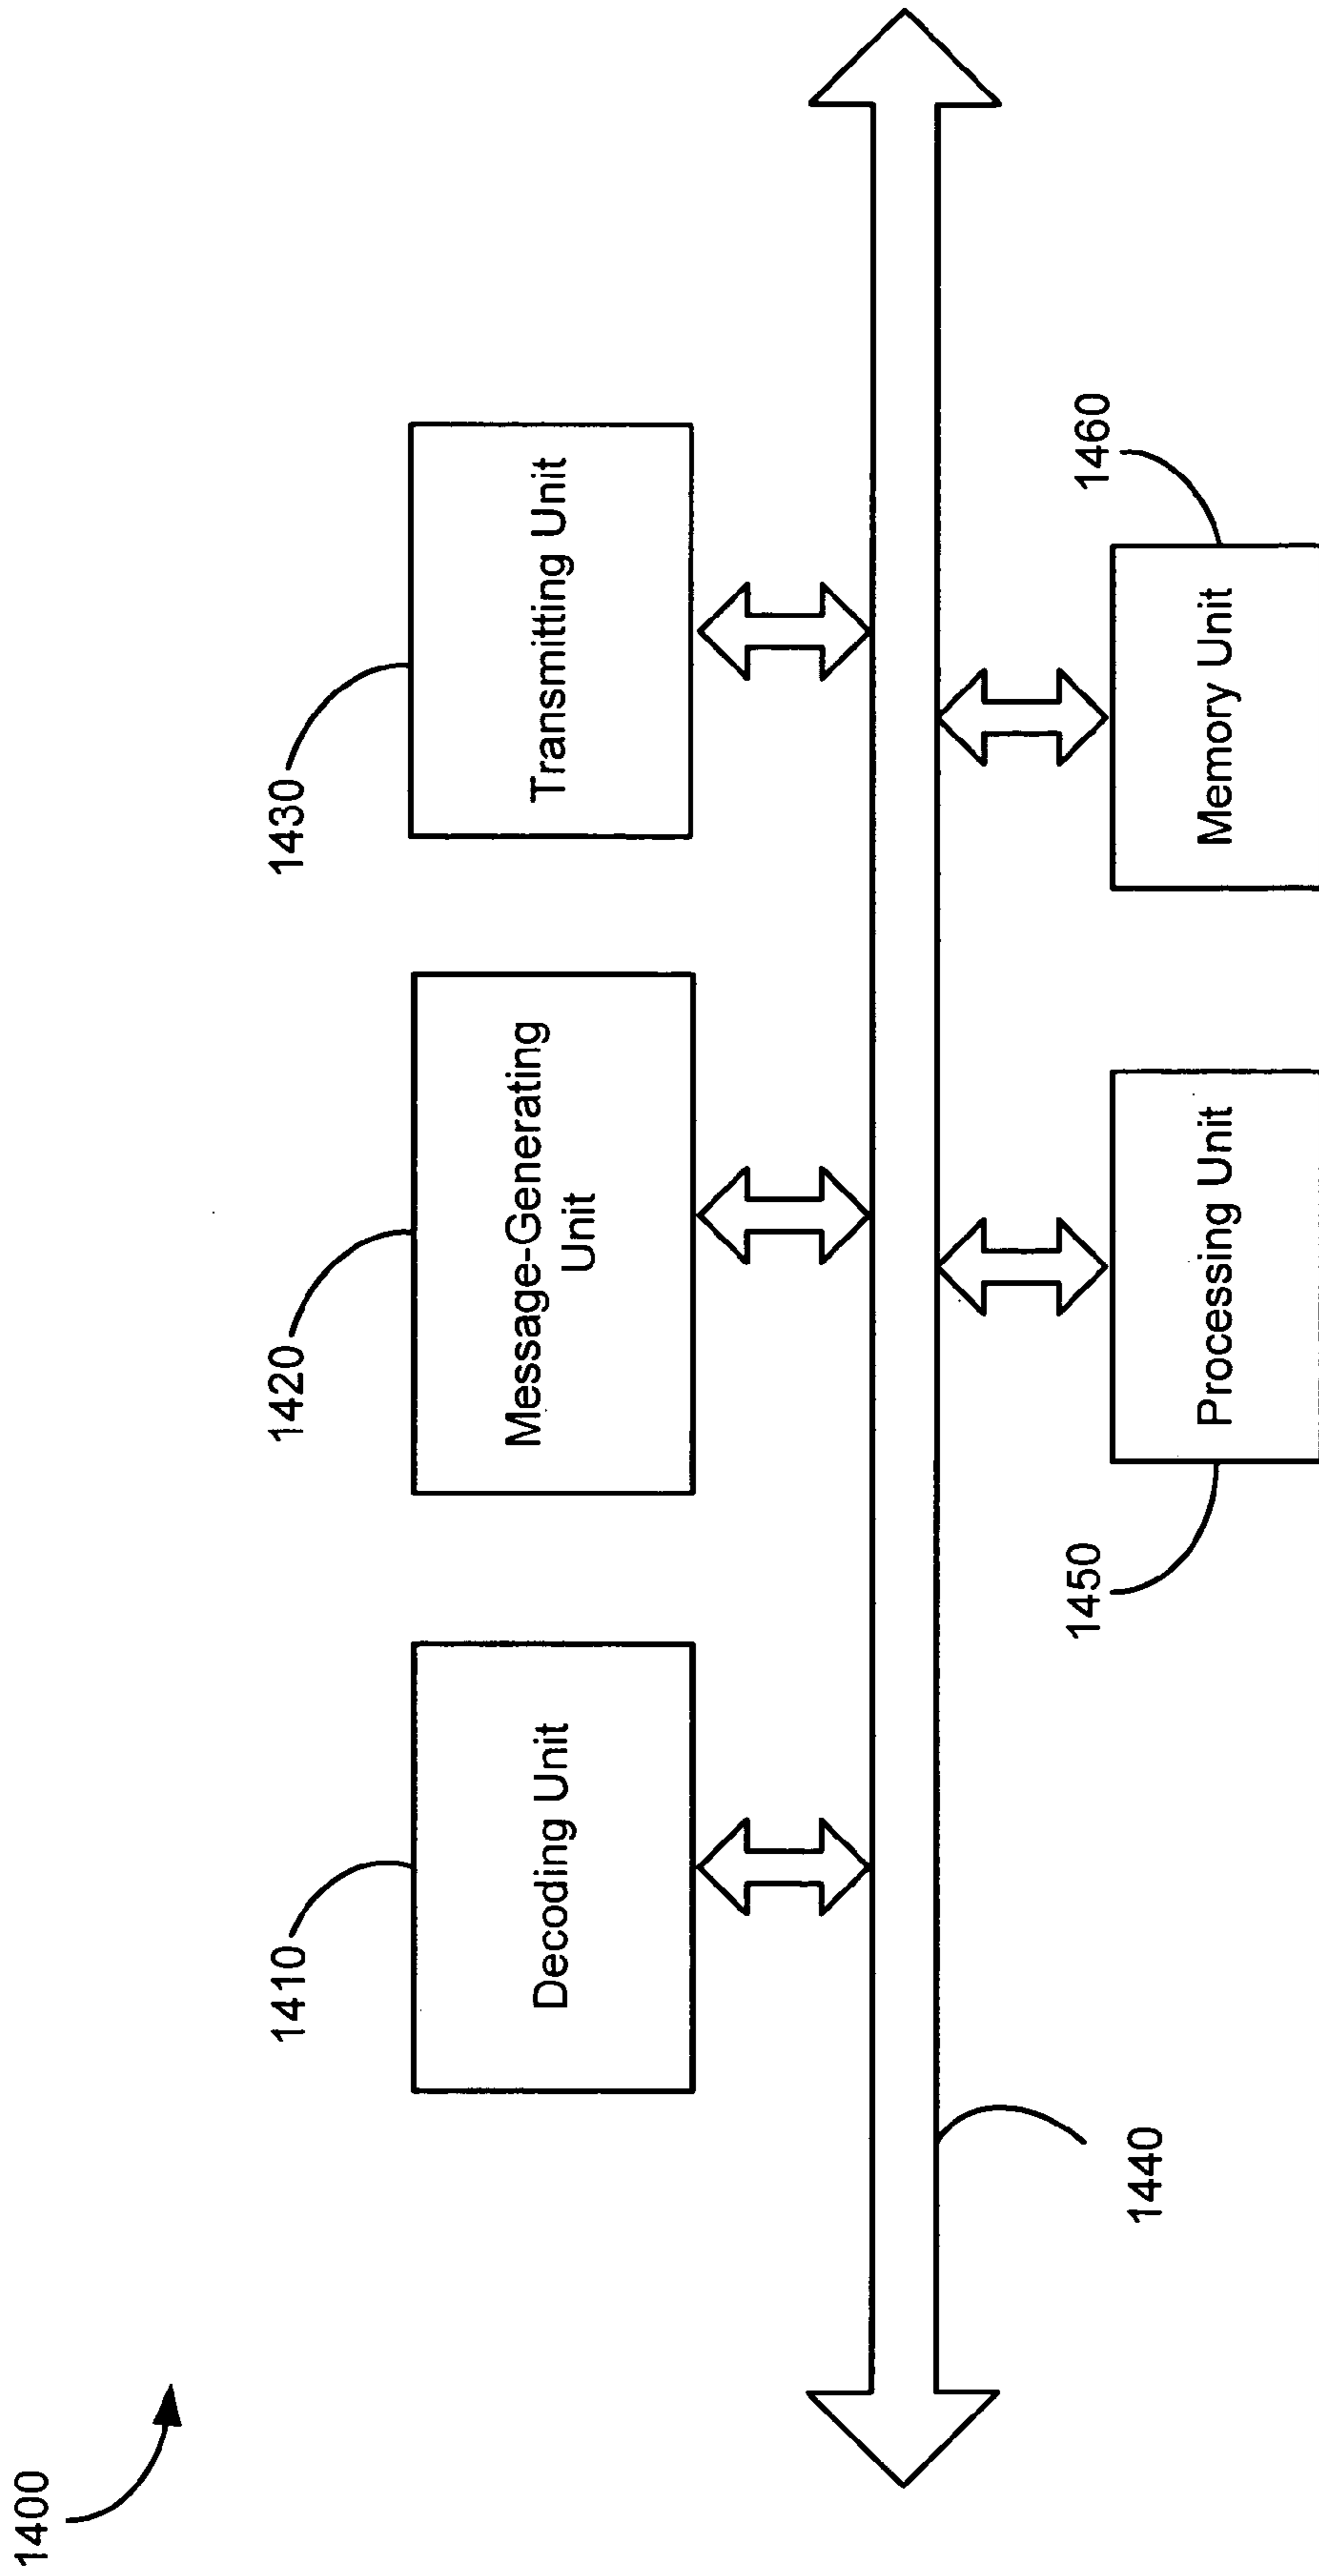 1400
1410
Decoding Unit
1420
Message-Generating
Unit
1430
Transmitting Unit
1440
1450
Processing Unit
1460
Memory Unit